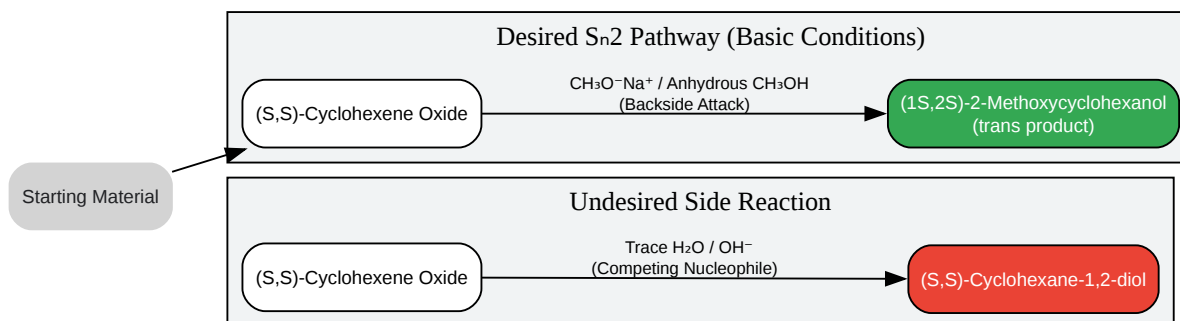 Desired Sₙ2 Pathway (Basic Conditions)
(S,S)-Cyclohexene Oxide
CH₃O⁻Na⁺ / Anhydrous CH₃OH
(Backside Attack)
(1S,2S)-2-Methoxycyclohexanol
(trans product)
Starting Material
Undesired Side Reaction
(S,S)-Cyclohexene Oxide
Trace H₂O / OH⁻
(Competing Nucleophile)
(S,S)-Cyclohexane-1,2-diol